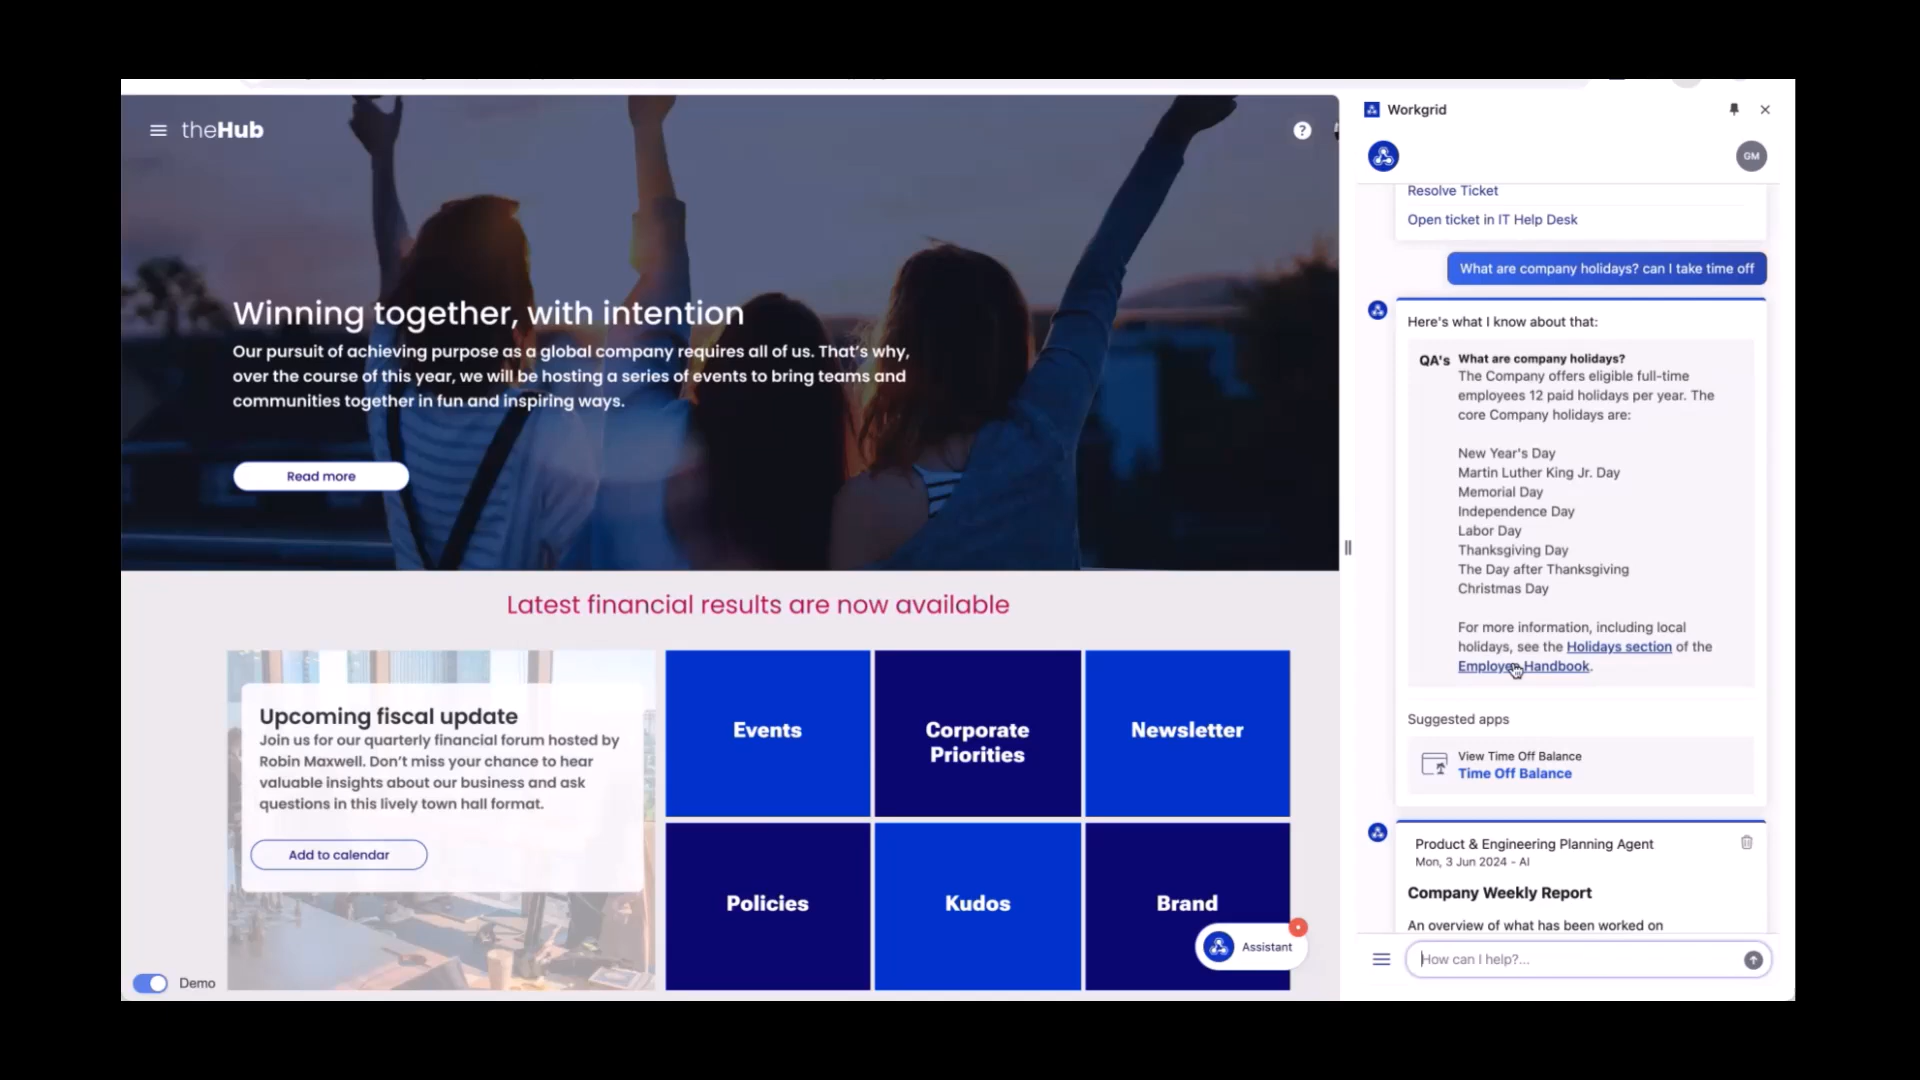 theHub
?
Winning together, with intention
Our pursuit of achieving purpose as a global company requires all of us. That's why,
over the course of this year, we will be hosting a series of events to bring teams and
communities together in fun and inspiring ways.
Read more
Latest financial results are now available
Upcoming fiscal update
Join us for our quarterly financial forum hosted by
Robin Maxwell. Don't miss your chance to hear
valuable insights about our business and ask
questions in this lively town hall format.
Add to calendar
Events
Corporate
Priorities
Newsletter
Policies
Kudos
Brand
Assistant
Demo
Workgrid
GM
Resolve Ticket
Open ticket in IT Help Desk
What are company holidays? can I take time off
Here's what I know about that:
QA's What are company holidays?
The Company offers eligible full-time
employees 12 paid holidays per year. The
core Company holidays are:
New Year's Day
Martin Luther King Jr. Day
Memorial Day
Independence Day
Labor Day
Thanksgiving Day
The Day after Thanksgiving
Christmas Day
For more information, including local
holidays, see the Holidays section of the
Employee Handbook.
Suggested apps
View Time Off Balance
Time Off Balance
Product & Engineering Planning Agent
Mon, 3 Jun 2024 - AI
Company Weekly Report
An overview of what has been worked on
How can I help?...